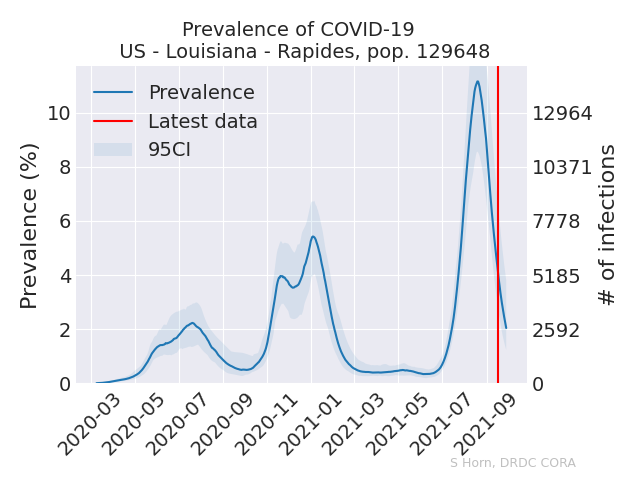 Prevalence of COVID-19
US - Louisiana - Rapides, pop. 129648
Prevalence
Latest data
95CI
Prevalence (%)
10
8
6
4
2
0
12964
10371
7778
5185
2592
0
# of infections
2020-03
2020-05
2020-07
2020-09
2020-11
2021-01
2021-03
2021-05
2021-07
2021-09
S Horn, DRDC CORA